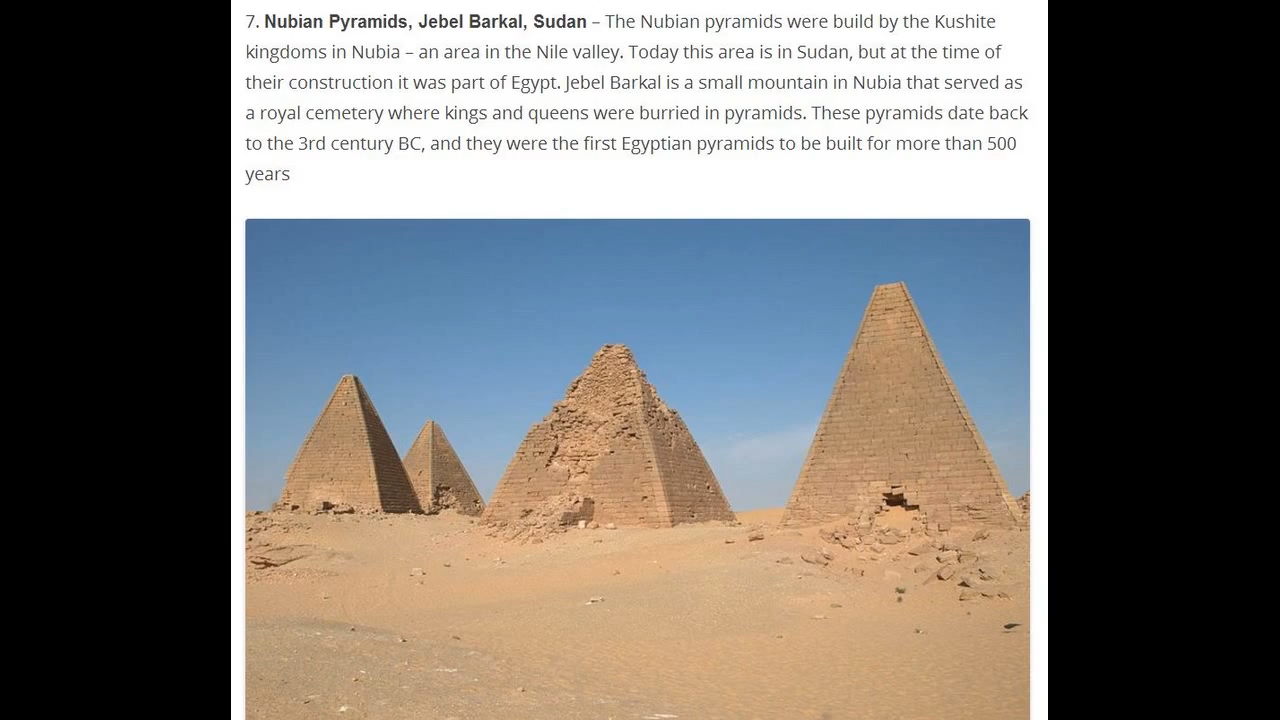 7. Nubian Pyramids, Jebel Barkal, Sudan – The Nubian pyramids were build by the Kushite
kingdoms in Nubia – an area in the Nile valley. Today this area is in Sudan, but at the time of
their construction it was part of Egypt. Jebel Barkal is a small mountain in Nubia that served as
a royal cemetery where kings and queens were burried in pyramids. These pyramids date back
to the 3rd century BC, and they were the first Egyptian pyramids to be built for more than 500
years